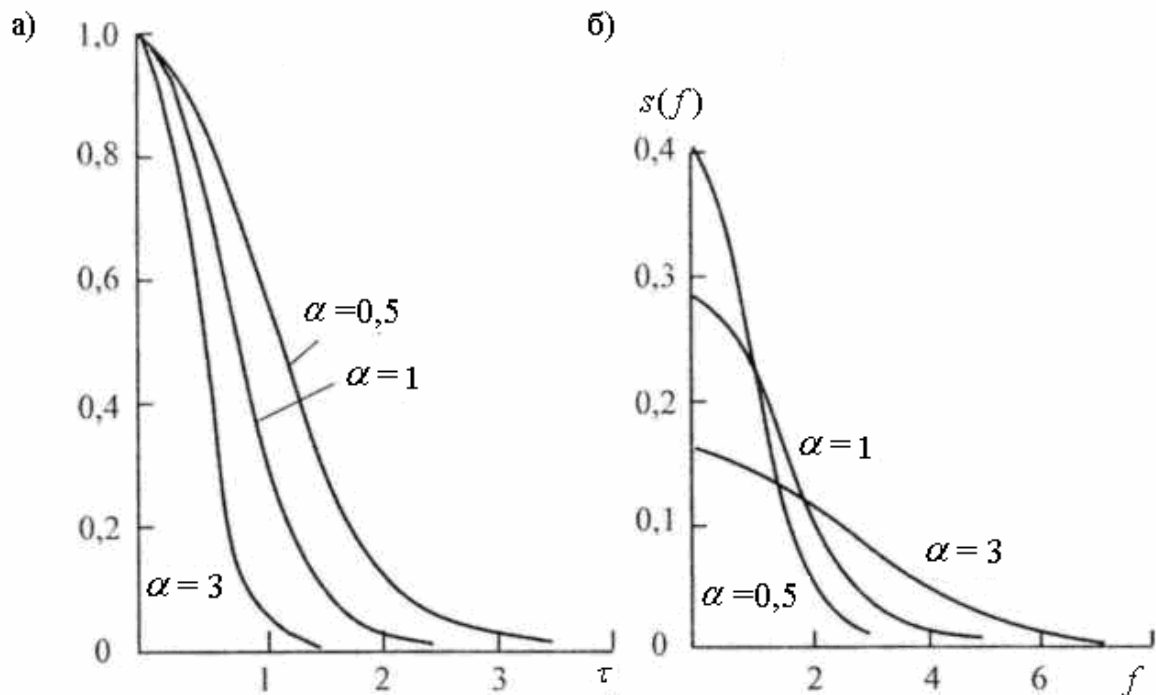 а)
1,0
0,8
0,6
0,4
0,2
0
α = 0,5
α = 1
α = 3
1 2 3 τ
б)
s(f)
0,4
0,3
0,2
0,1
0
α = 1
α = 3
α = 0,5
2 4 6 f